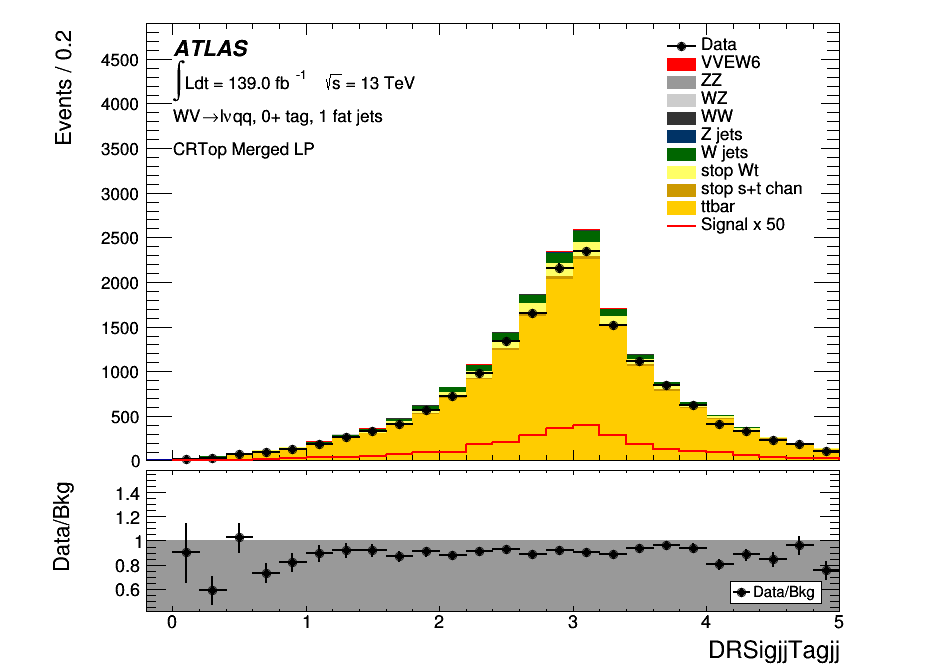 ATLAS
∫Ldt = 139.0 fb -1 √s = 13 TeV
WV→lνqq, 0+ tag, 1 fat jets
CRTop Merged LP
Data
VVEW6
ZZ
WZ
WW
Z jets
W jets
stop Wt
stop s+t chan
ttbar
Signal x 50
Events / 0.2
4500
4000
3500
3000
2500
2000
1500
1000
500
0
Data/Bkg
1.4
1.2
1
0.8
0.6
Data/Bkg
0 1 2 3 4 5
DRSigjjTagjj